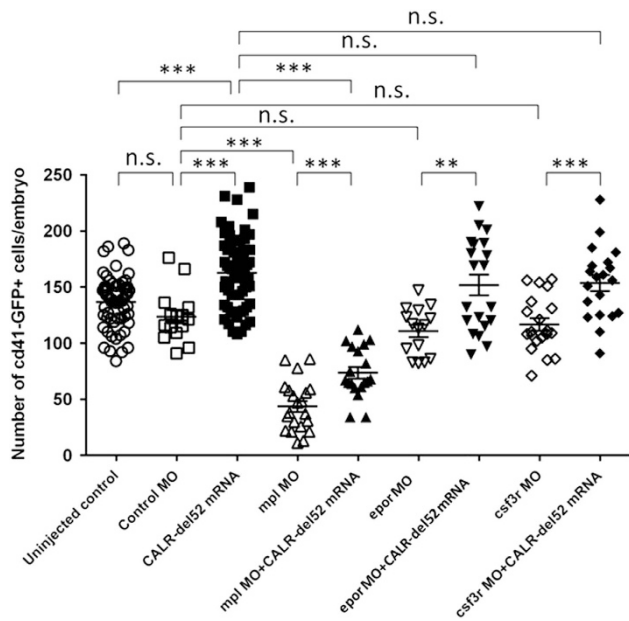 n.s.
n.s.
*** ***
n.s.
n.s.
***
n.s. *** *** ** ***
Number of cd41-GFP+ cells/embryo
250
200
150
100
50
0
Uninjected control
Control MO
CALR-del52 mRNA
mpl MO
mpl MO+CALR-del52 mRNA
epor MO
epor MO+CALR-del52 mRNA
csf3r MO
csf3r MO+CALR-del52 mRNA